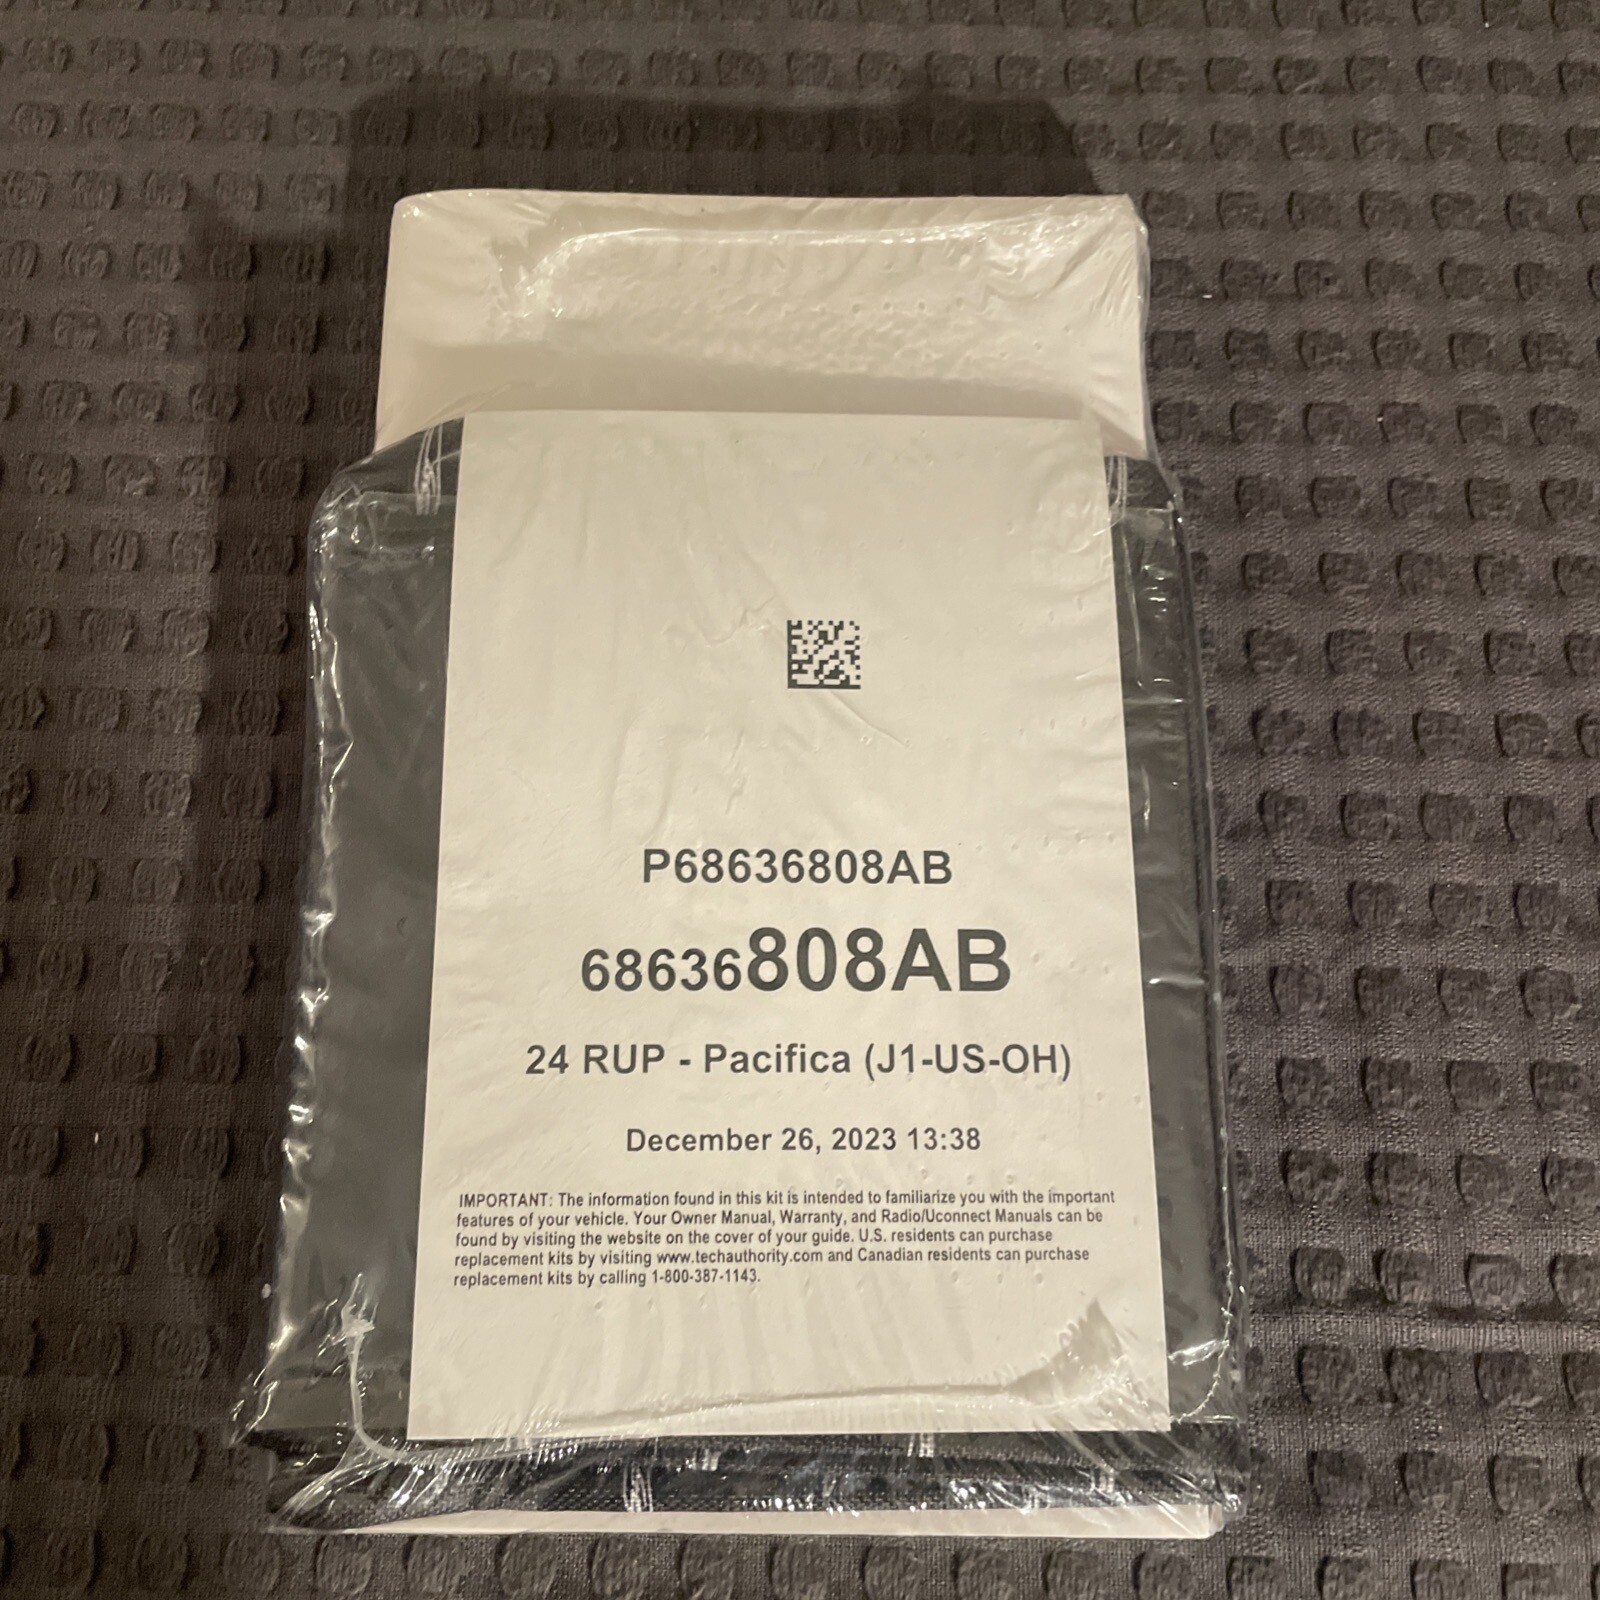 P68636808AB
68636808AB
24 RUP - Pacifica (J1-US-OH)
December 26, 2023 13:38
IMPORTANT: The information found in this kit is intended to familiarize you with the important
features of your vehicle. Your Owner Manual, Warranty, and Radio/Uconnect Manuals can be
found by visiting the website on the cover of your guide. U.S. residents can purchase
replacement kits by visiting www.techauthority.com and Canadian residents can purchase
replacement kits by calling 1-800-387-1143.